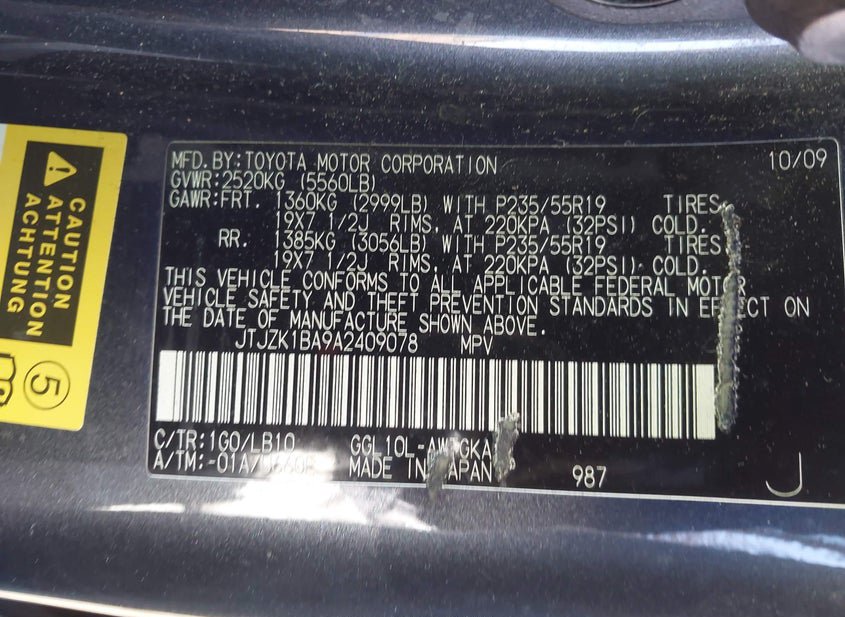 MFD. BY: TOYOTA MOTOR CORPORATION 10/09
GVWR: 2520KG (5560LB)
GAWR: FRT. 1360KG (2999LB) WITH P235/55R19 TIRES,
19X7 1/2J RIMS, AT 220KPA (32PSI) COLD.
RR. 1385KG (3056LB) WITH P235/55R19 TIRES,
19X7 1/2J RIMS, AT 220KPA (32PSI) COLD.
THIS VEHICLE CONFORMS TO ALL APPLICABLE FEDERAL MOTOR
VEHICLE SAFETY AND THEFT PREVENTION STANDARDS IN EFFECT ON
THE DATE OF MANUFACTURE SHOWN ABOVE.
JTJZK1BA9A2409078 MPV
C/TR: 1G0/LB10
A/TM: -01A/
MADE IN JAPAN 987 J
CAUTION
ATTENTION
ACHTUNG
5